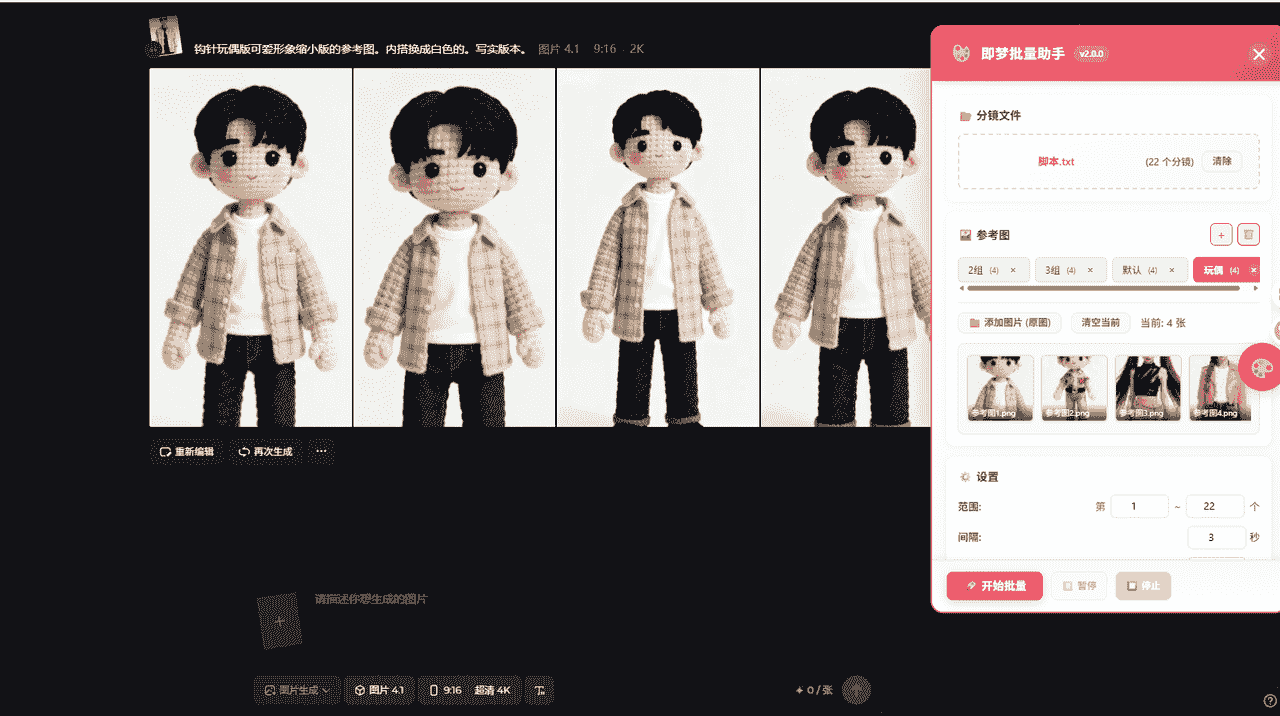 钩针玩偶版可爱形象缩小版的参考图。内搭换成白色的。写实版本。 图片 4.1 9:16 · 2K
重新编辑 再次生成 ···
请描述你想生成的图片
图片生成 图片 4.1 9:16 超清 4K
0 / 张
即梦批量助手 v2.0.0
分镜文件
脚本.txt (22 个分镜) 清除
参考图
2组 (4) × 3组 (4) × 默认 (4) × 玩偶 (4) ×
添加图片 (原图) 清空当前 当前: 4 张
参考图1.png 参考图2.png 参考图3.png 参考图4.png
设置
范围: 第 1 ~ 22 个
间隔: 3 秒
开始批量 暂停 停止